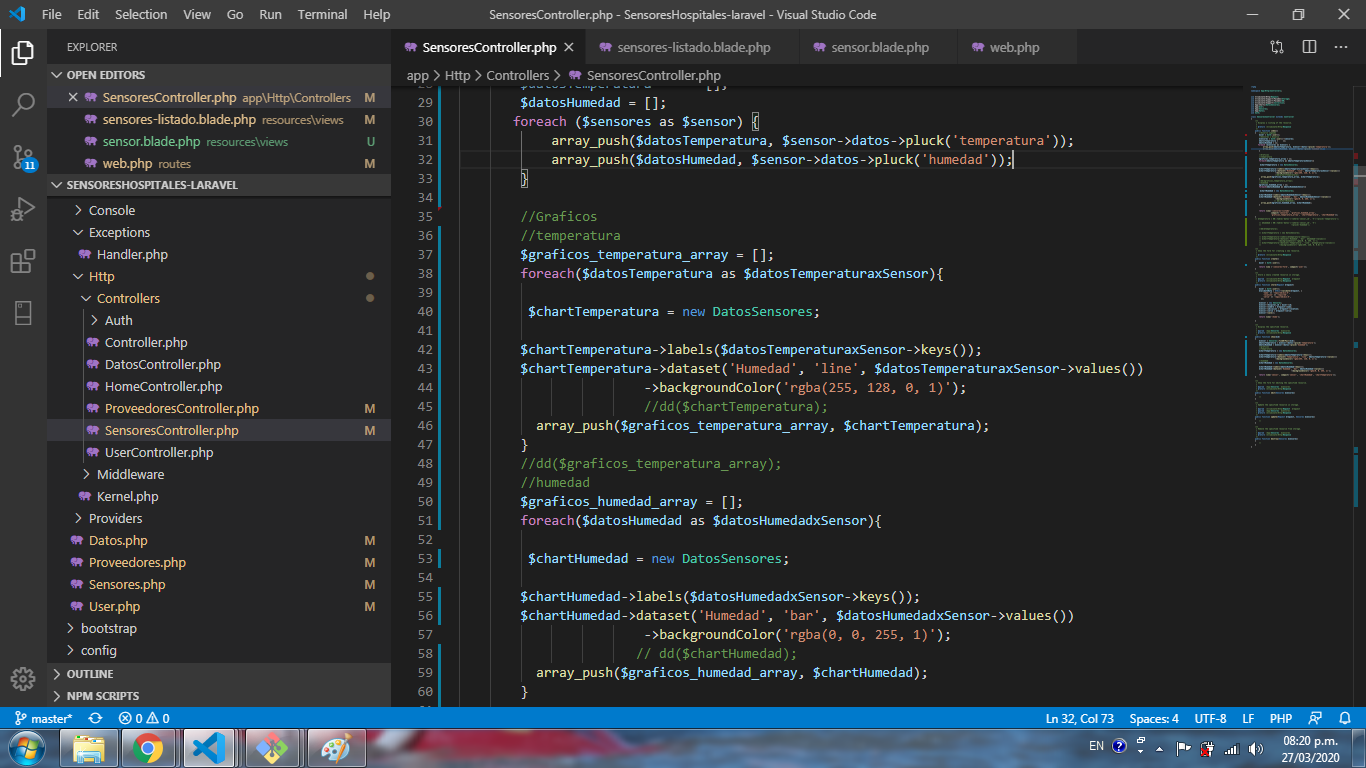 File Edit Selection View Go Run Terminal Help
SensoresController.php - SensoresHospitales-laravel - Visual Studio Code
EXPLORER
OPEN EDITORS
SensoresController.php app\Http\Controllers M
sensores-listado.blade.php resources\views M
sensor.blade.php resources\views U
web.php routes M
SENSORESHOSPITALES-LARAVEL
Console
Exceptions
Handler.php
Http
Controllers
Auth
Controller.php
DatosController.php
HomeController.php
ProveedoresController.php M
SensoresController.php M
UserController.php
Middleware
Kernel.php
Providers
Datos.php M
Proveedores.php M
Sensores.php M
User.php M
bootstrap
config
OUTLINE
NPM SCRIPTS
11
SensoresController.php
sensores-listado.blade.php
sensor.blade.php
web.php
app > Http > Controllers > SensoresController.php
29 $datosHumedad = [];
30 foreach ($sensores as $sensor) {
31 array_push($datosTemperatura, $sensor->datos->pluck('temperatura'));
32 array_push($datosHumedad, $sensor->datos->pluck('humedad'));
33 }
34
35 //Graficos
36 //temperatura
37 $graficos_temperatura_array = [];
38 foreach($datosTemperatura as $datosTemperaturaxSensor){
39
40 $chartTemperatura = new DatosSensores;
41
42 $chartTemperatura->labels($datosTemperaturaxSensor->keys());
43 $chartTemperatura->dataset('Humedad', 'line', $datosTemperaturaxSensor->values())
44 ->backgroundColor('rgba(255, 128, 0, 1)');
45 //dd($chartTemperatura);
46 array_push($graficos_temperatura_array, $chartTemperatura);
47 }
48 //dd($graficos_temperatura_array);
49 //humedad
50 $graficos_humedad_array = [];
51 foreach($datosHumedad as $datosHumedadxSensor){
52
53 $chartHumedad = new DatosSensores;
54
55 $chartHumedad->labels($datosHumedadxSensor->keys());
56 $chartHumedad->dataset('Humedad', 'bar', $datosHumedadxSensor->values())
57 ->backgroundColor('rgba(0, 0, 255, 1)');
58 // dd($chartHumedad);
59 array_push($graficos_humedad_array, $chartHumedad);
60 }
master* 0 0
Ln 32, Col 73 Spaces: 4 UTF-8 LF PHP
EN
08:20 p.m.
27/03/2020